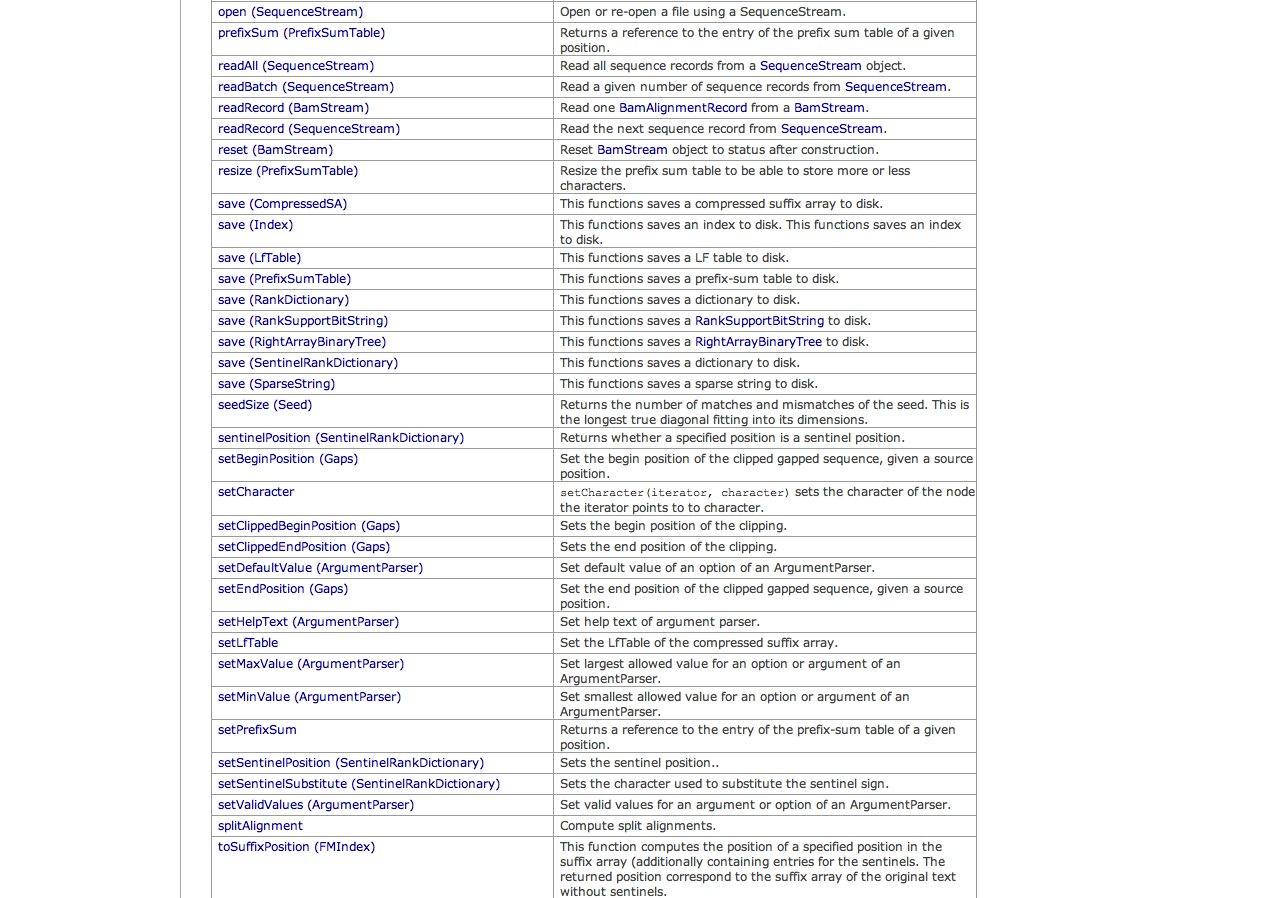 open (SequenceStream) Open or re-open a file using a SequenceStream.
prefixSum (PrefixSumTable) Returns a reference to the entry of the prefix sum table of a given
position.
readAll (SequenceStream) Read all sequence records from a SequenceStream object.
readBatch (SequenceStream) Read a given number of sequence records from SequenceStream.
readRecord (BamStream) Read one BamAlignmentRecord from a BamStream.
readRecord (SequenceStream) Read the next sequence record from SequenceStream.
reset (BamStream) Reset BamStream object to status after construction.
resize (PrefixSumTable) Resize the prefix sum table to be able to store more or less
characters.
save (CompressedSA) This functions saves a compressed suffix array to disk.
save (Index) This functions saves an index to disk. This functions saves an index
to disk.
save (LfTable) This functions saves a LF table to disk.
save (PrefixSumTable) This functions saves a prefix-sum table to disk.
save (RankDictionary) This functions saves a dictionary to disk.
save (RankSupportBitString) This functions saves a RankSupportBitString to disk.
save (RightArrayBinaryTree) This functions saves a RightArrayBinaryTree to disk.
save (SentinelRankDictionary) This functions saves a dictionary to disk.
save (SparseString) This functions saves a sparse string to disk.
seedSize (Seed) Returns the number of matches and mismatches of the seed. This is
the longest true diagonal fitting into its dimensions.
sentinelPosition (SentinelRankDictionary) Returns whether a specified position is a sentinel position.
setBeginPosition (Gaps) Set the begin position of the clipped gapped sequence, given a source
position.
setCharacter setCharacter(iterator, character) sets the character of the node
the iterator points to to character.
setClippedBeginPosition (Gaps) Sets the begin position of the clipping.
setClippedEndPosition (Gaps) Sets the end position of the clipping.
setDefaultValue (ArgumentParser) Set default value of an option of an ArgumentParser.
setEndPosition (Gaps) Set the end position of the clipped gapped sequence, given a source
position.
setHelpText (ArgumentParser) Set help text of argument parser.
setLfTable Set the LfTable of the compressed suffix array.
setMaxValue (ArgumentParser) Set largest allowed value for an option or argument of an
ArgumentParser.
setMinValue (ArgumentParser) Set smallest allowed value for an option or argument of an
ArgumentParser.
setPrefixSum Returns a reference to the entry of the prefix-sum table of a given
position.
setSentinelPosition (SentinelRankDictionary) Sets the sentinel position..
setSentinelSubstitute (SentinelRankDictionary) Sets the character used to substitute the sentinel sign.
setValidValues (ArgumentParser) Set valid values for an argument or option of an ArgumentParser.
splitAlignment Compute split alignments.
toSuffixPosition (FMIndex) This function computes the position of a specified position in the
suffix array (additionally containing entries for the sentinels. The
returned position correspond to the suffix array of the original text
without sentinels.